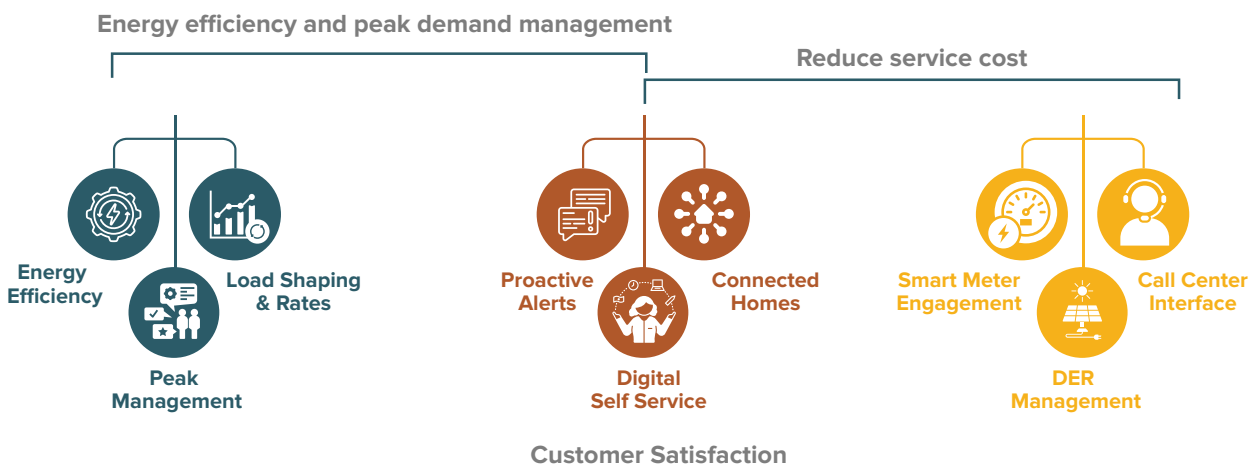 Energy efficiency and peak demand management
Reduce service cost
Energy
Efficiency
Load Shaping
& Rates
Peak
Management
Proactive
Alerts
Connected
Homes
Digital
Self Service
Smart Meter
Engagement
Call Center
Interface
DER
Management
Customer Satisfaction